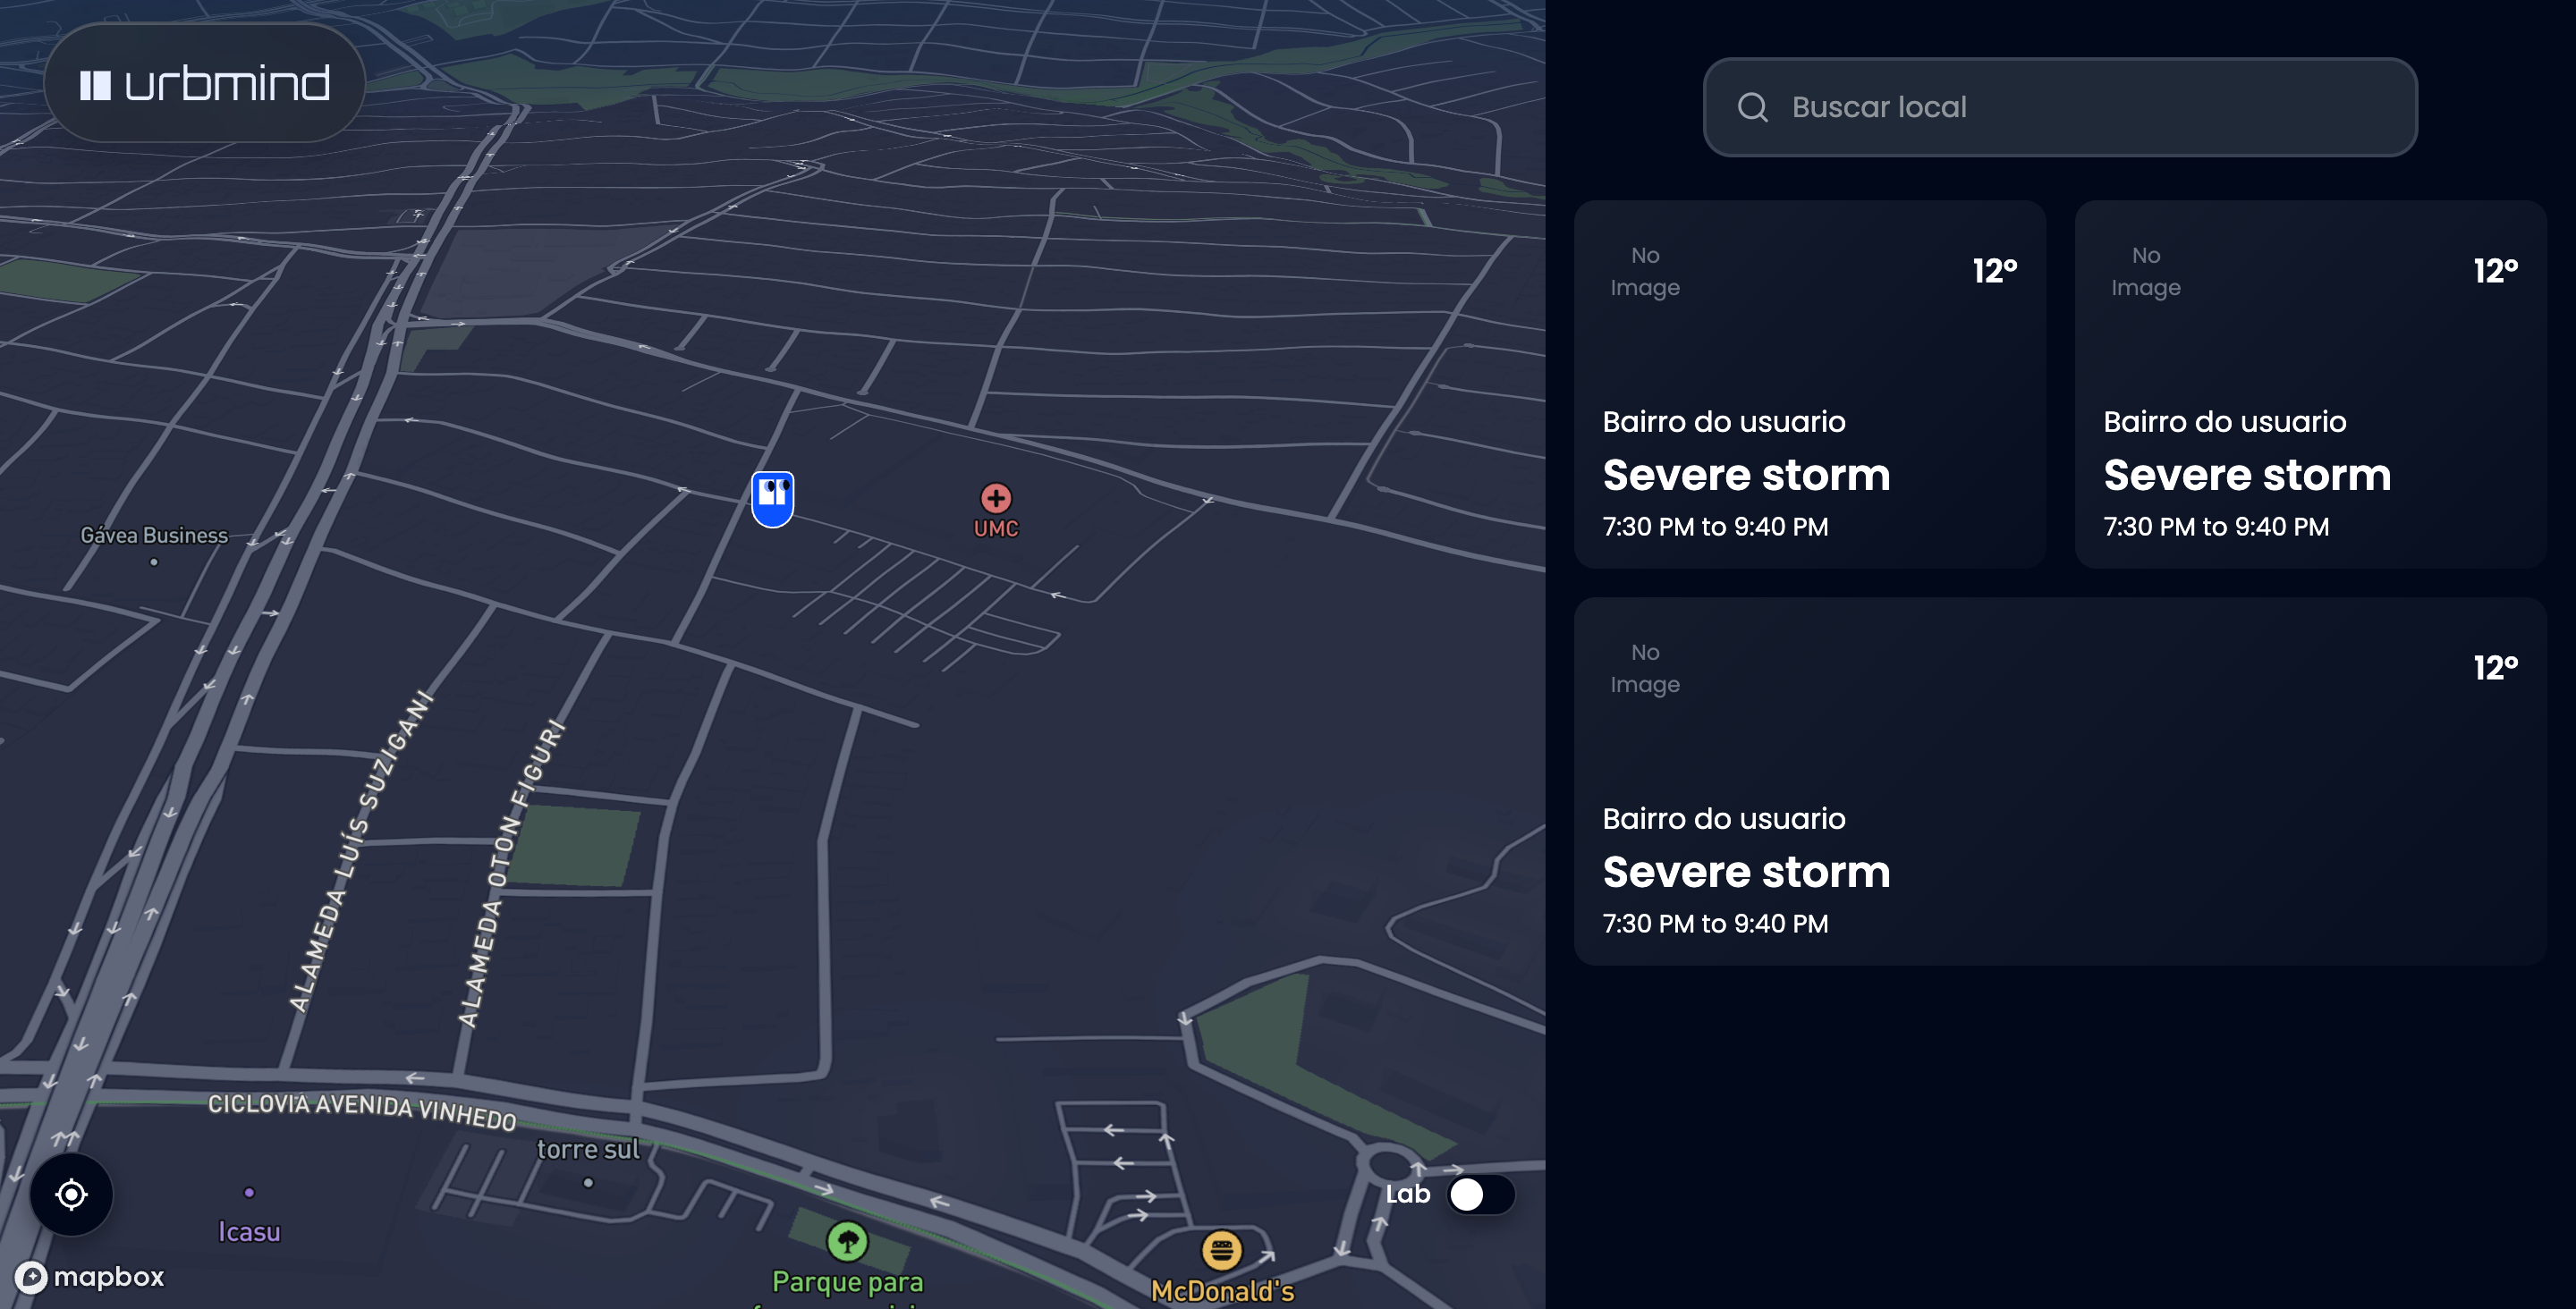 urbmind
Buscar local
No
Image
12°
Bairro do usuario
Severe storm
7:30 PM to 9:40 PM
No
Image
12°
Bairro do usuario
Severe storm
7:30 PM to 9:40 PM
No
Image
12°
Bairro do usuario
Severe storm
7:30 PM to 9:40 PM
Gávea Business
UMC
ALAMEDA LUÍS SUZIGANI
ALAMEDA OTON FIGURI
CICLOVIA AVENIDA VINHEDO
torre sul
Lab
Icasu
mapbox
Parque para
McDonald's